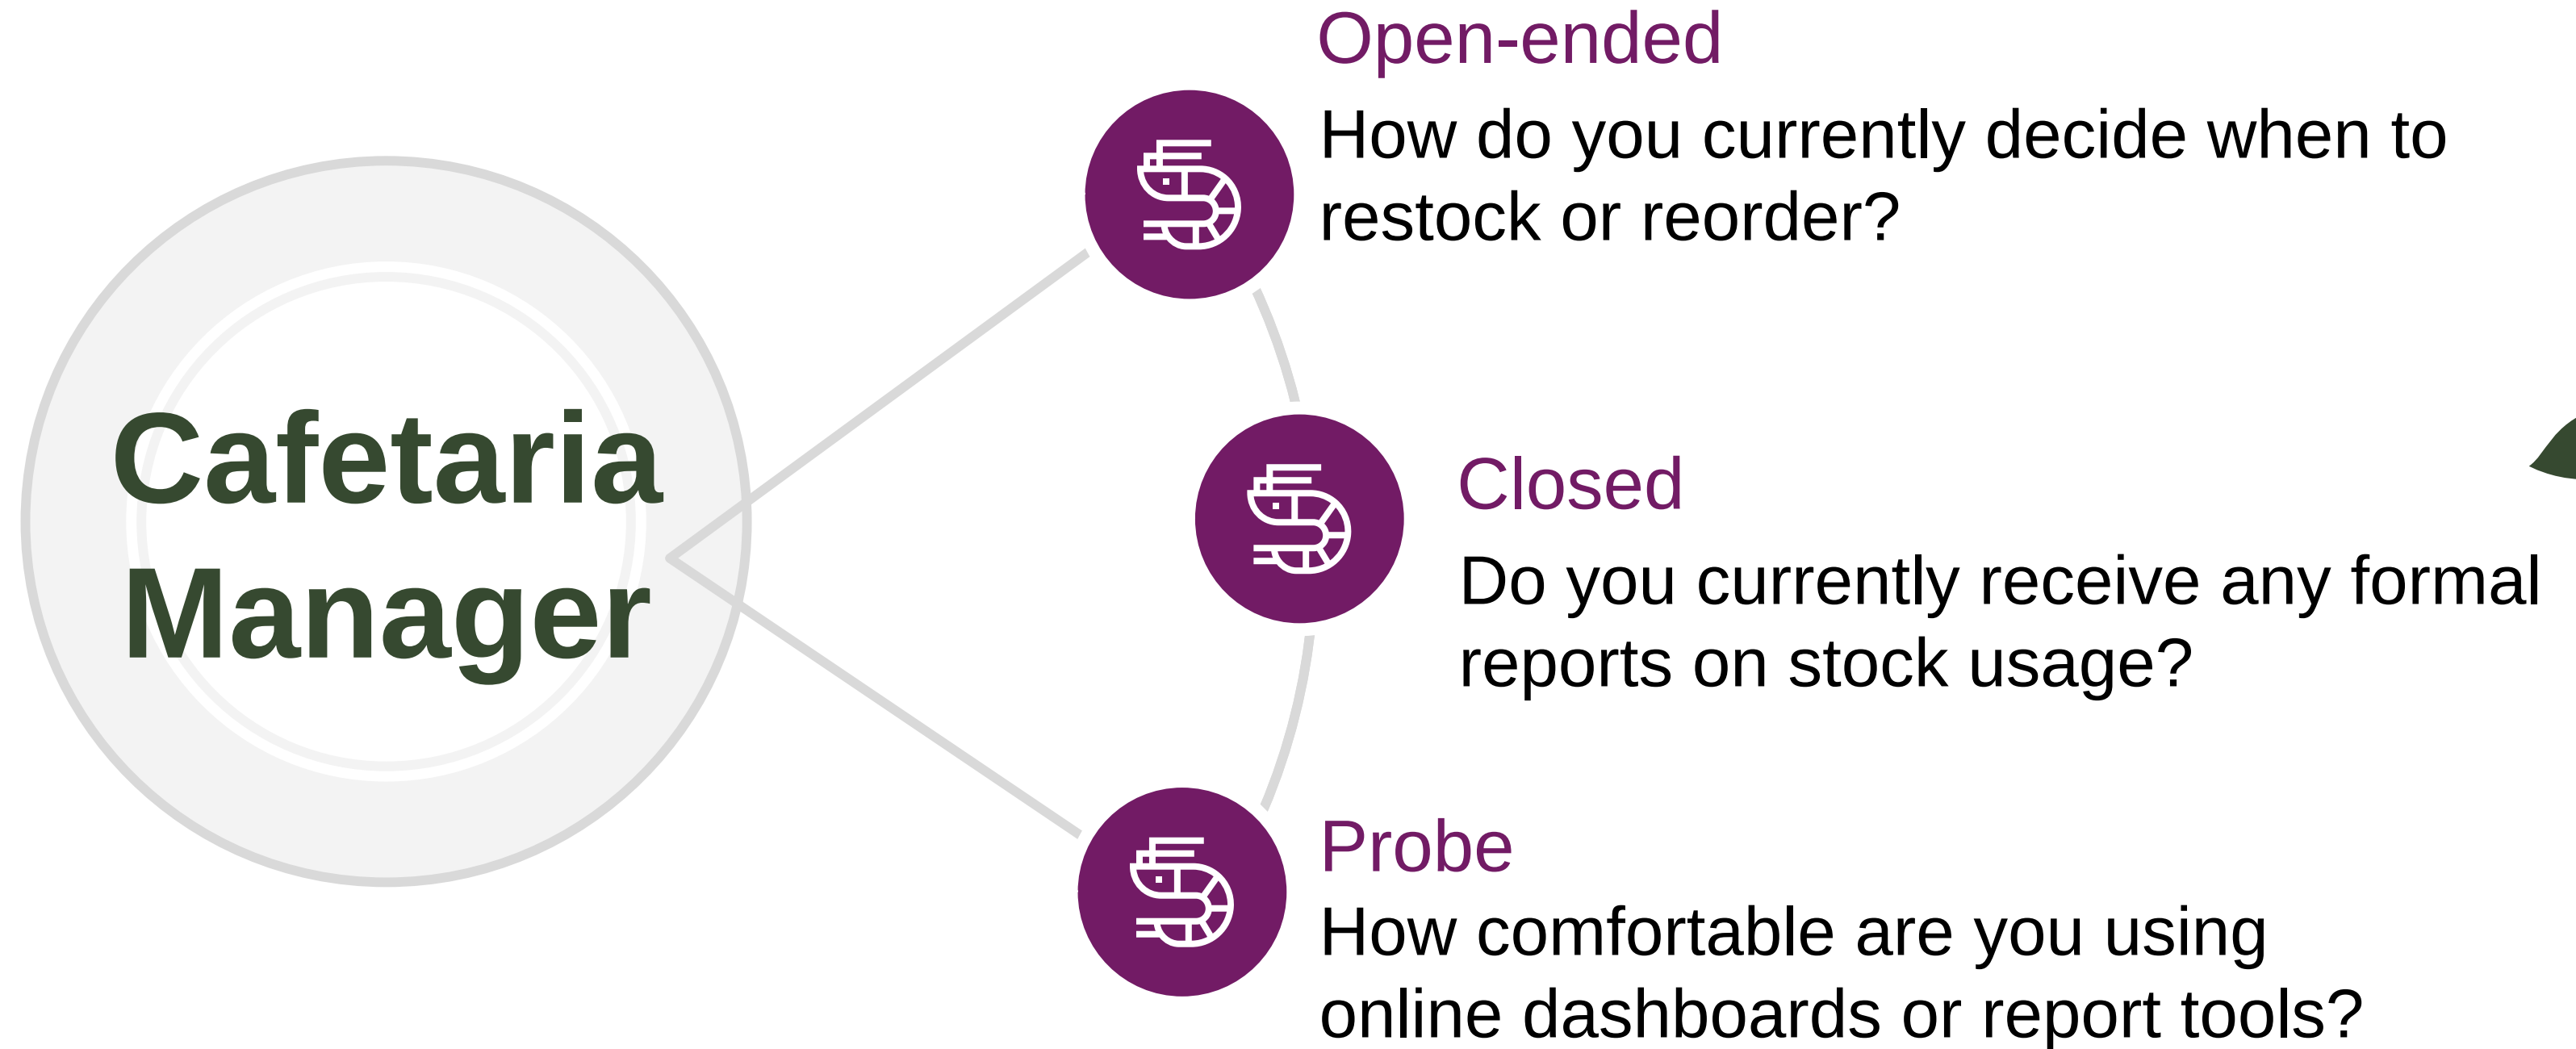 Cafetaria
Manager
Open-ended
How do you currently decide when to
restock or reorder?
Closed
Do you currently receive any formal
reports on stock usage?
Probe
How comfortable are you using
online dashboards or report tools?